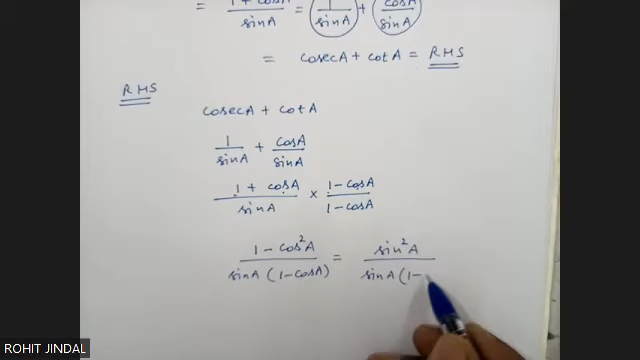 = 1 + cosA / sinA = 1 / sinA + cosA / sinA
= cosecA + cotA = RHS
RHS
cosecA + cotA
1 / sinA + cosA / sinA
1 + cosA / sinA × 1 - cosA / 1 - cosA
1 - cos²A / sinA (1 - cosA) = sin²A / sinA (1 -
ROHIT JINDAL